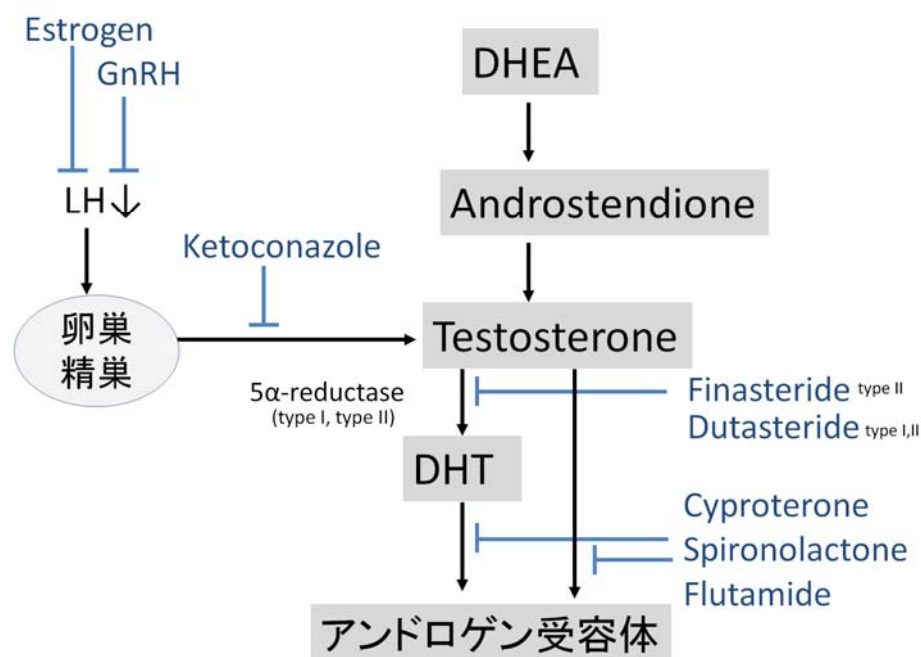 Estrogen
GnRH
LH↓
卵巣
精巣
Ketoconazole
DHEA
Androstendione
Testosterone
5α-reductase
(type I, type II)
Finasteride type II
Dutasteride type I,II
DHT
Cyproterone
Spironolactone
Flutamide
アンドロゲン受容体